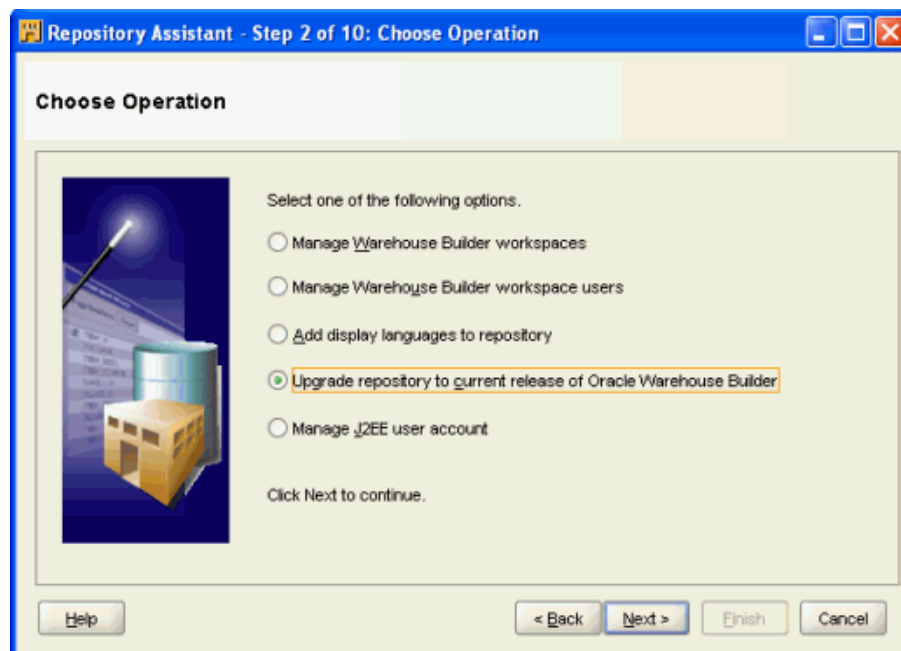 Repository Assistant - Step 2 of 10: Choose Operation
Choose Operation
Select one of the following options.
Manage Warehouse Builder workspaces
Manage Warehouse Builder workspace users
Add display languages to repository
Upgrade repository to current release of Oracle Warehouse Builder
Manage J2EE user account
Click Next to continue.
Help
< Back
Next >
Finish
Cancel